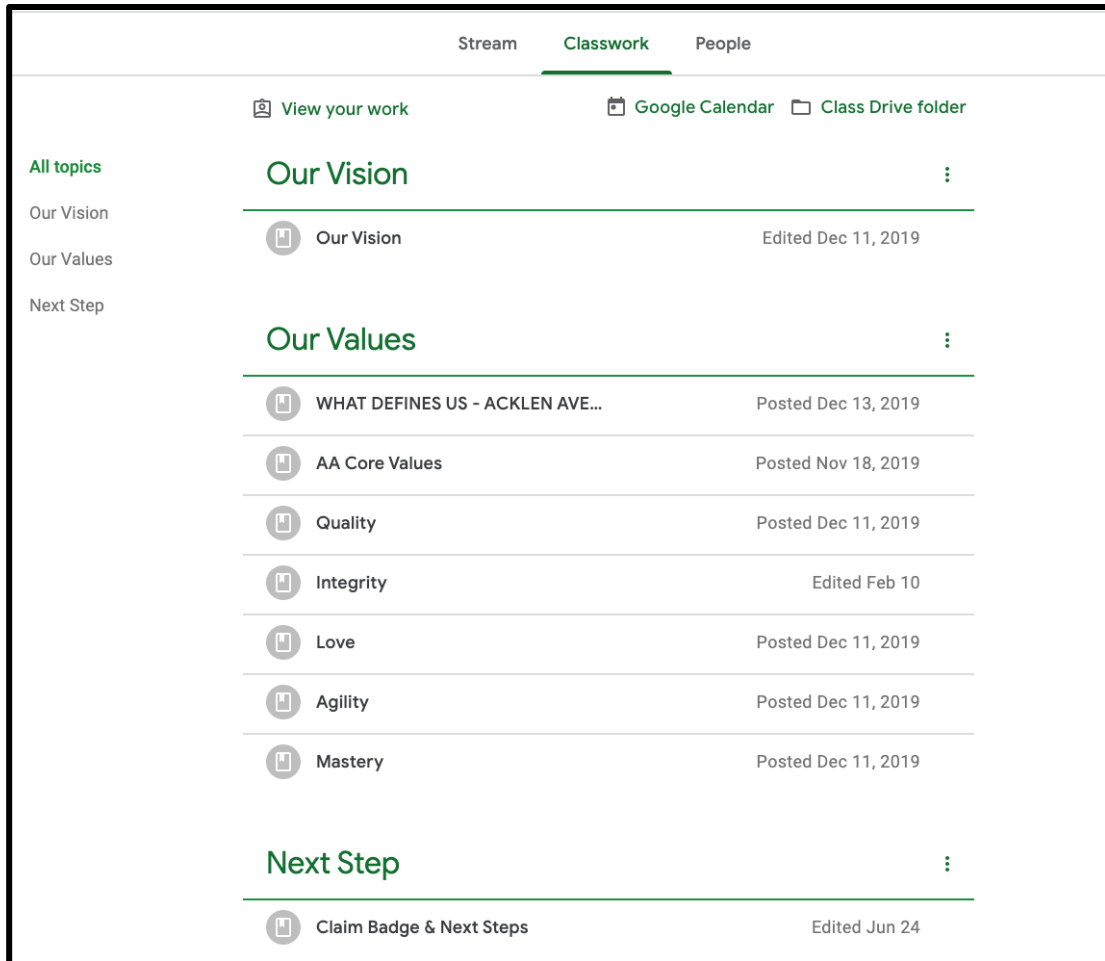 Stream Classwork People
View your work Google Calendar Class Drive folder
All topics
Our Vision
Our Values
Next Step
Our Vision
Our Vision Edited Dec 11, 2019
Our Values
WHAT DEFINES US - ACKLEN AVE... Posted Dec 13, 2019
AA Core Values Posted Nov 18, 2019
Quality Posted Dec 11, 2019
Integrity Edited Feb 10
Love Posted Dec 11, 2019
Agility Posted Dec 11, 2019
Mastery Posted Dec 11, 2019
Next Step
Claim Badge & Next Steps Edited Jun 24